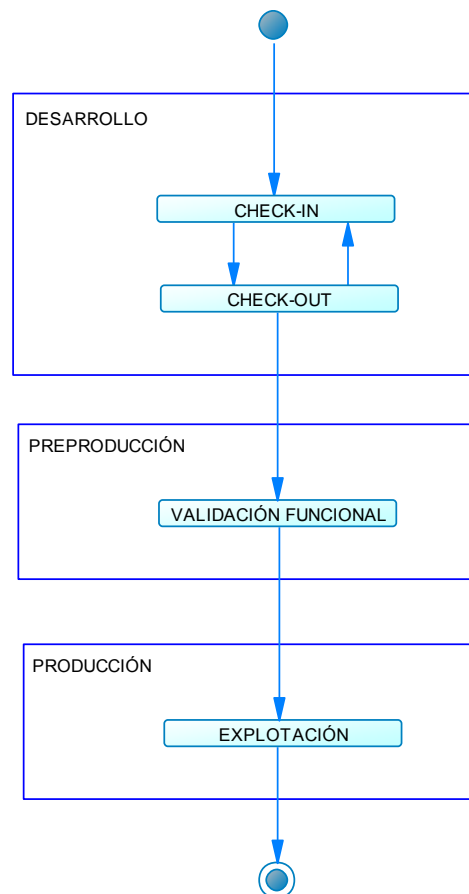 DESARROLLO
CHECK-IN
CHECK-OUT
PREPRODUCCIÓN
VALIDACIÓN FUNCIONAL
PRODUCCIÓN
EXPLOTACIÓN